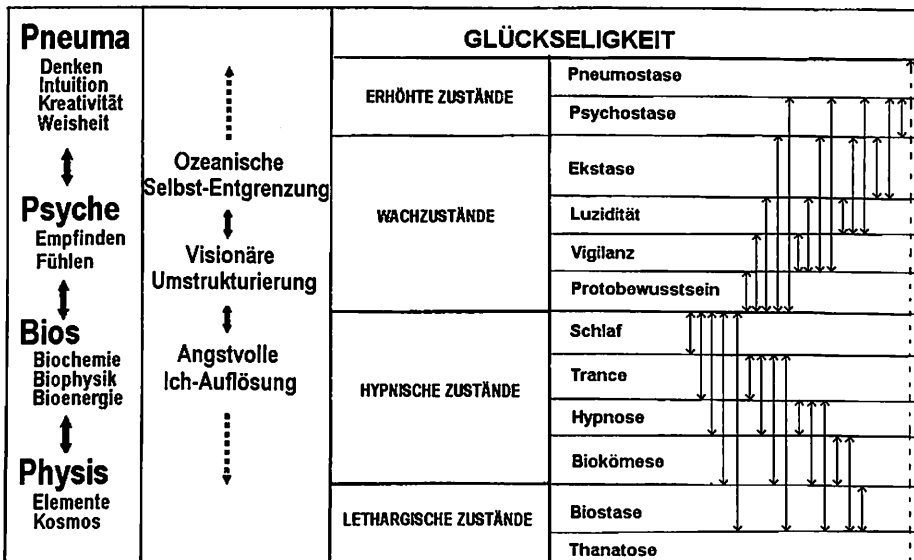 Pneuma
Denken
Intuition
Kreativität
Weisheit
Psyche
Empfinden
Fühlen
Bios
Biochemie
Biophysik
Bioenergie
Physis
Elemente
Kosmos
Ozeanische
Selbst-Entgrenzung
Visionäre
Umstrukturierung
Angstvolle
Ich-Auflösung
GLÜCKSELIGKEIT
ERHÖHTE ZUSTÄNDE
Pneumostase
Psychostase
WACHZUSTÄNDE
Ekstase
Luzidität
Vigilanz
Protobewusstsein
HYPNISCHE ZUSTÄNDE
Schlaf
Trance
Hypnose
Biokömese
LETHARGISCHE ZUSTÄNDE
Biostase
Thanatose